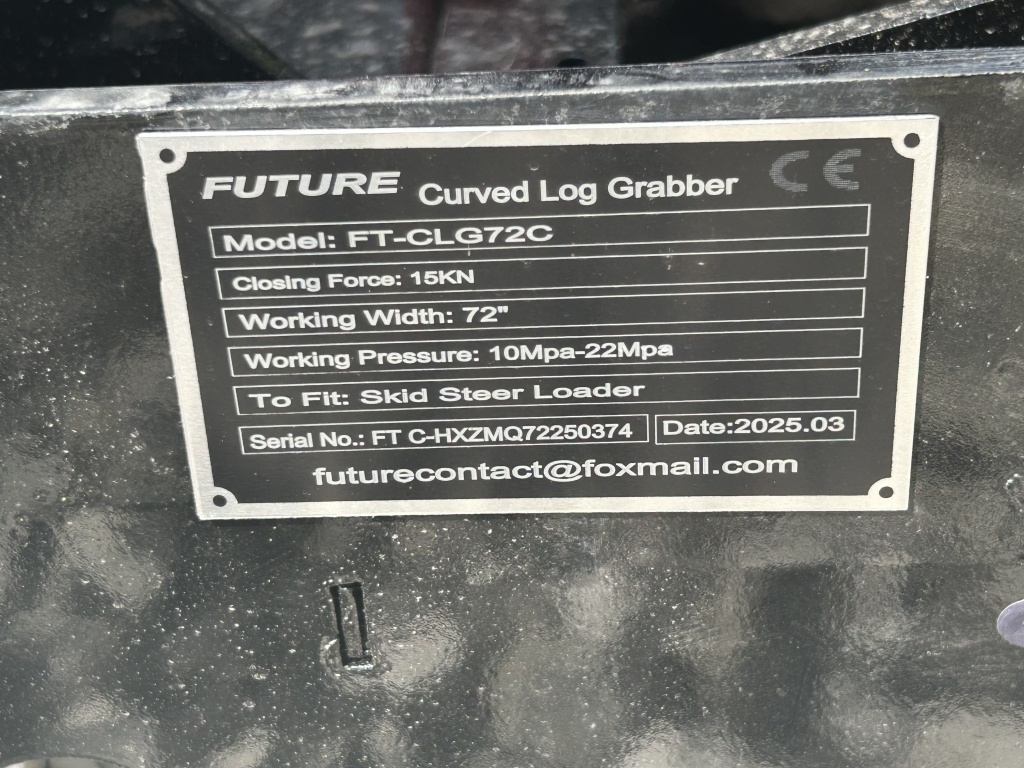 FUTURE Curved Log Grabber CE
Model: FT-CLG72C
Closing Force: 15KN
Working Width: 72"
Working Pressure: 10Mpa-22Mpa
To Fit: Skid Steer Loader
Serial No.: FT C-HXZMQ72250374 Date:2025.03
futurecontact@foxmail.com